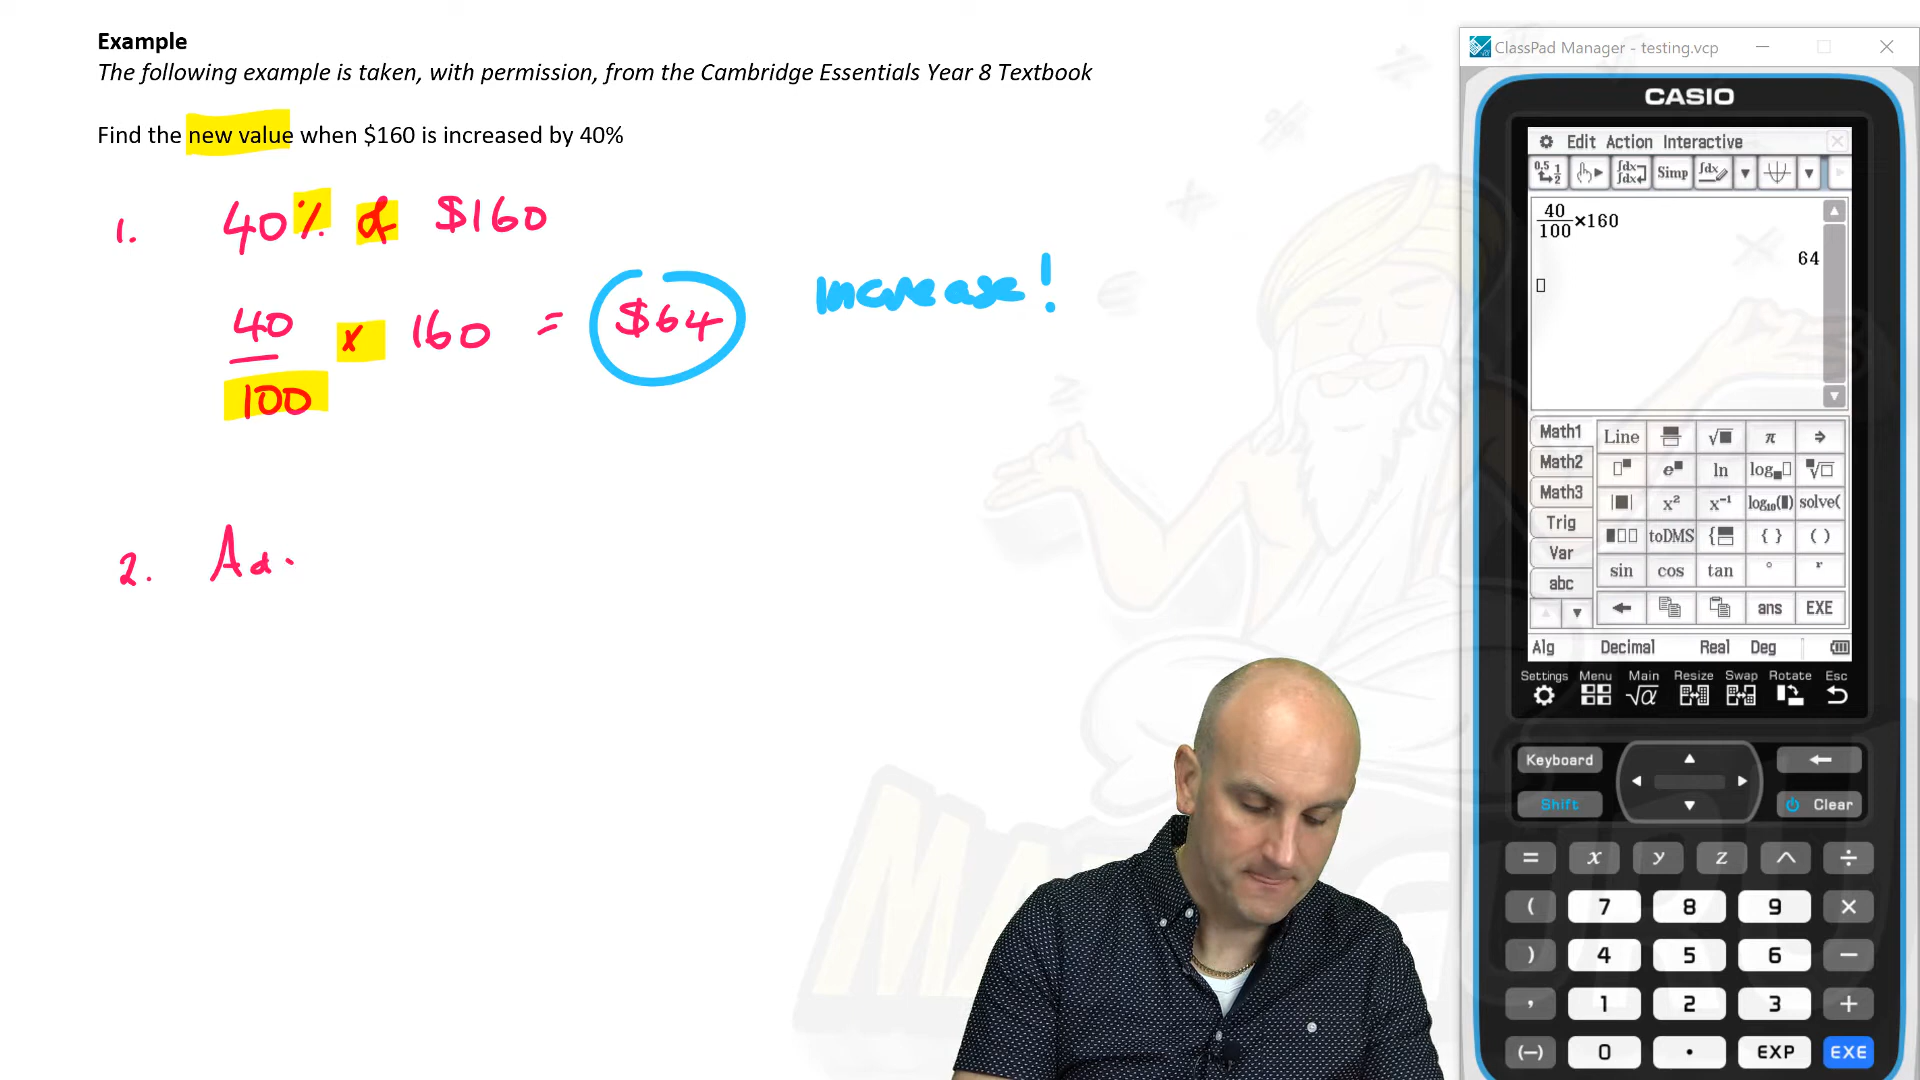 Example
The following example is taken, with permission, from the Cambridge Essentials Year 8 Textbook
Find the new value when $160 is increased by 40%
1. 40% of $160
40 × 160 = $64 increase!
100
2. Ad
ClassPad Manager - testing.vcp
CASIO
Edit Action Interactive
Simp
40
100 ×160
64
Math1 Line π ⇒
Math2 e ln log
Math3 x² x⁻¹ log₁₀( ) solve(
Trig toDMS { } ( )
Var sin cos tan ° r
abc
ans EXE
Alg Decimal Real Deg
Settings Menu Main Resize Swap Rotate Esc
Keyboard
Shift Clear
= x y z ^ ÷
( 7 8 9 ×
) 4 5 6 −
, 1 2 3 +
(−) 0 . EXP EXE